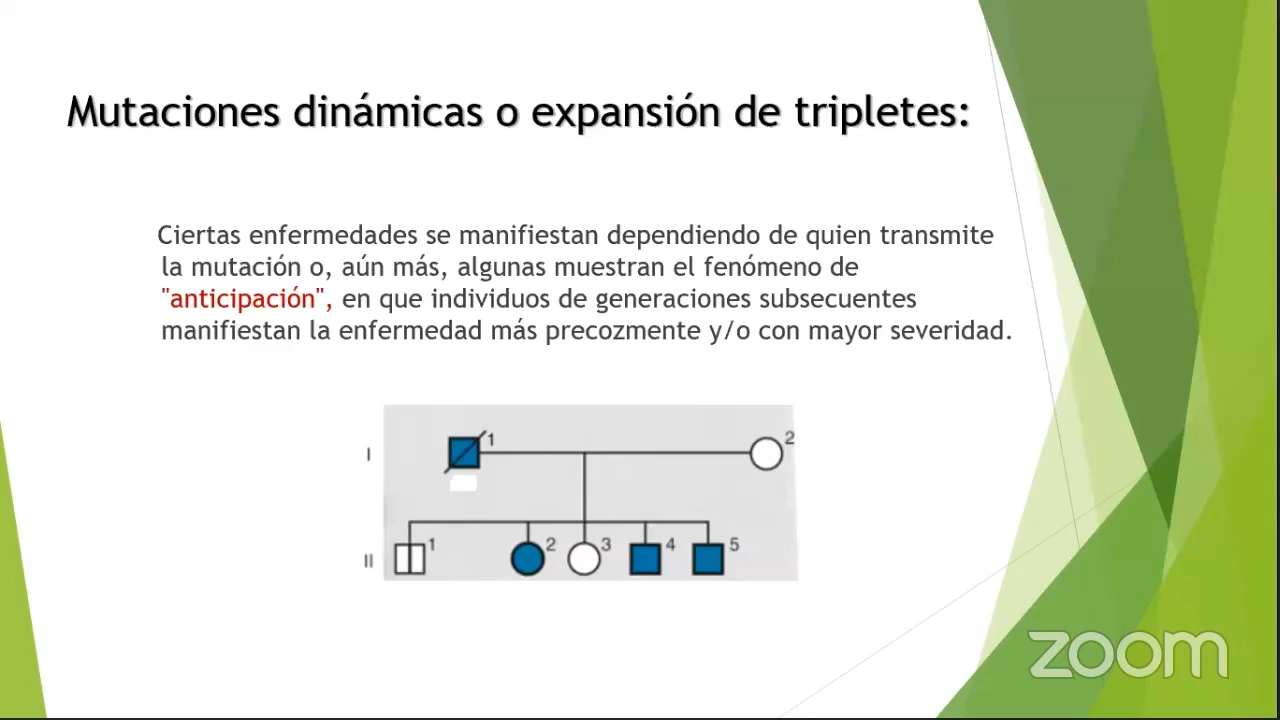 Mutaciones dinámicas o expansión de tripletes:
Ciertas enfermedades se manifiestan dependiendo de quien transmite
la mutación o, aún más, algunas muestran el fenómeno de
"anticipación", en que individuos de generaciones subsecuentes
manifiestan la enfermedad más precozmente y/o con mayor severidad.
I 1 2
II 1 2 3 4 5
zoom